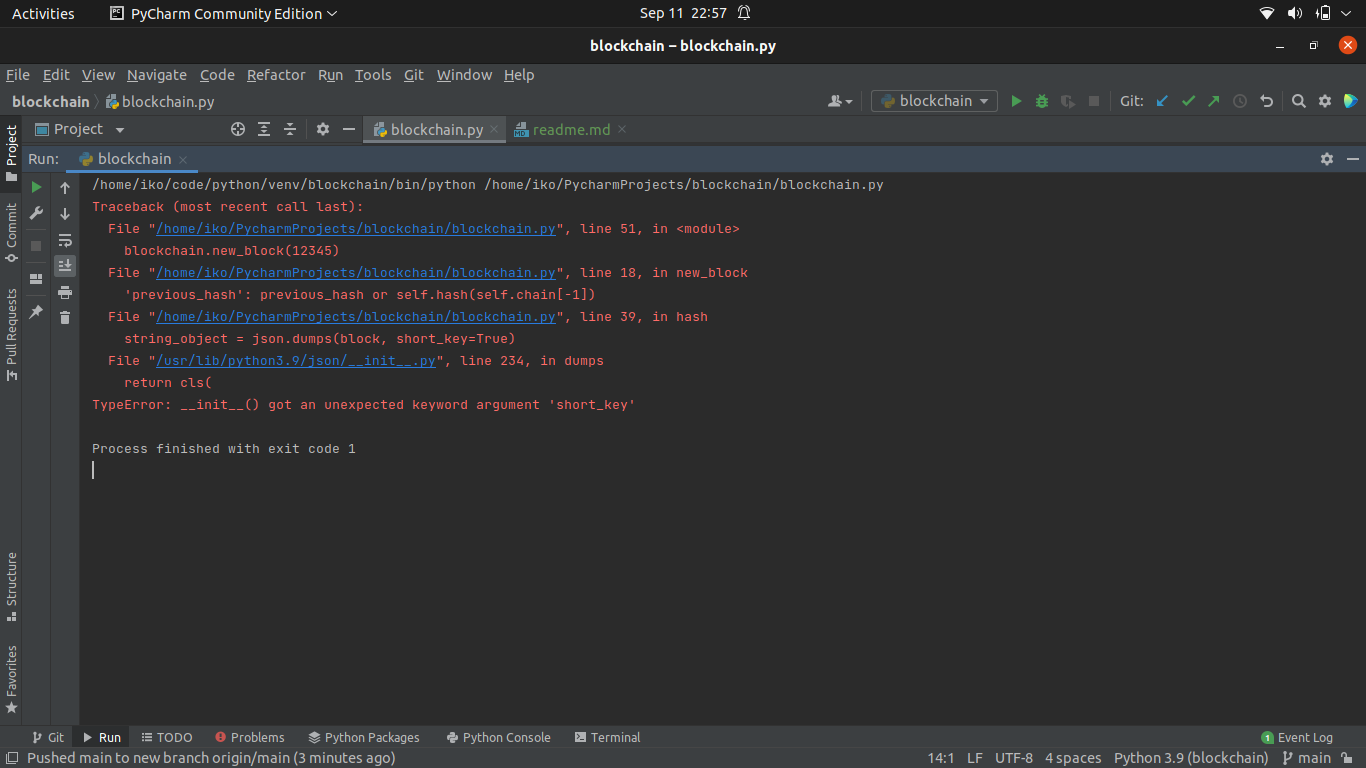 Activities PyCharm Community Edition Sep 11 22:57
blockchain – blockchain.py
File Edit View Navigate Code Refactor Run Tools Git Window Help
blockchain blockchain.py blockchain Git:
Project blockchain.py readme.md
Run: blockchain
/home/iko/code/python/venv/blockchain/bin/python /home/iko/PycharmProjects/blockchain/blockchain.py
Traceback (most recent call last):
File "/home/iko/PycharmProjects/blockchain/blockchain.py", line 51, in <module>
blockchain.new_block(12345)
File "/home/iko/PycharmProjects/blockchain/blockchain.py", line 18, in new_block
'previous_hash': previous_hash or self.hash(self.chain[-1])
File "/home/iko/PycharmProjects/blockchain/blockchain.py", line 39, in hash
string_object = json.dumps(block, short_key=True)
File "/usr/lib/python3.9/json/__init__.py", line 234, in dumps
return cls(
TypeError: __init__() got an unexpected keyword argument 'short_key'
Process finished with exit code 1
Project
Commit
Pull Requests
Structure
Favorites
Git Run TODO Problems Python Packages Python Console Terminal 1 Event Log
Pushed main to new branch origin/main (3 minutes ago) 14:1 LF UTF-8 4 spaces Python 3.9 (blockchain) main